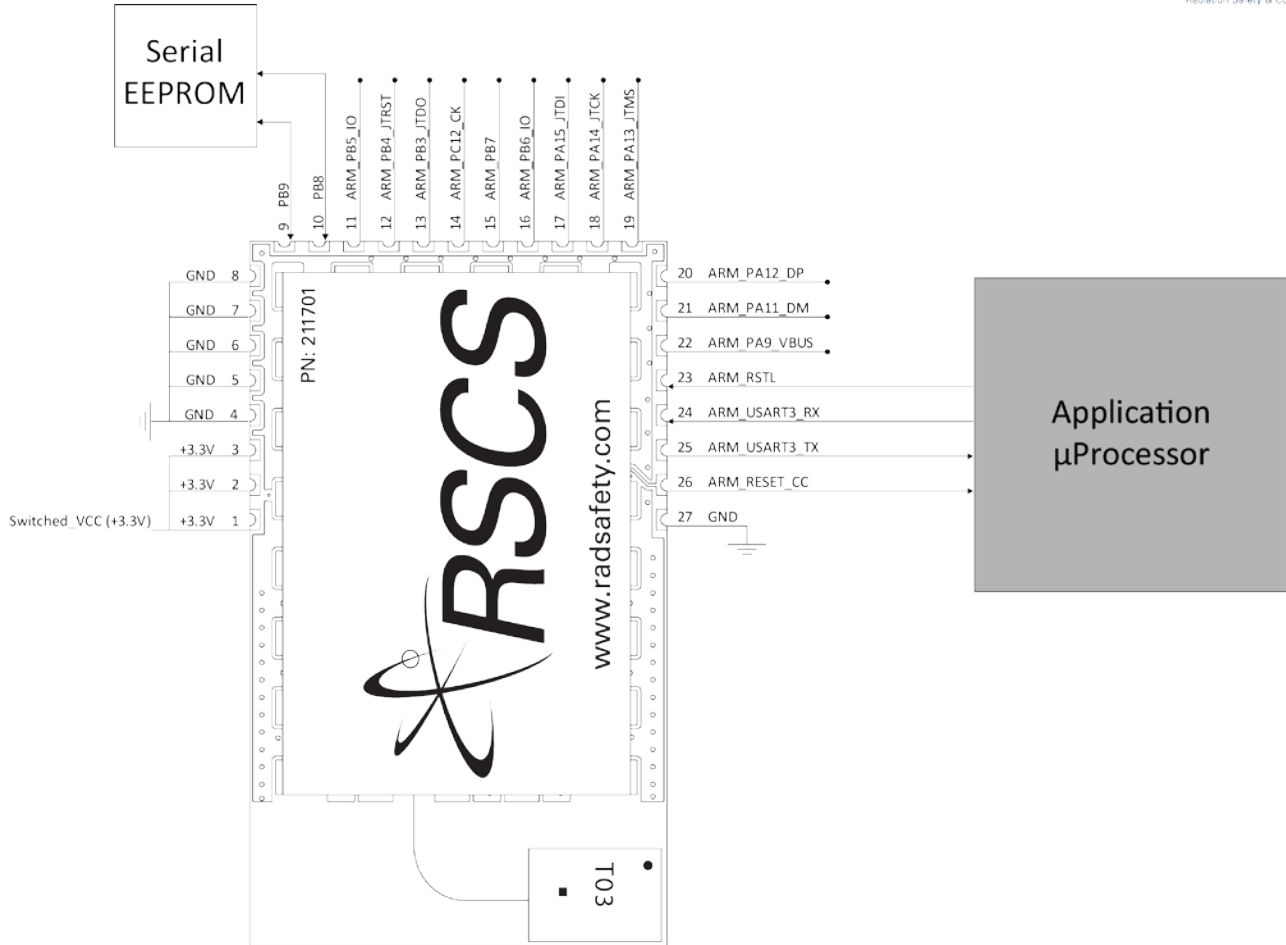 Radiation Safety & Co
Serial
EEPROM
9 PB9
10 PB8
11 ARM_PB5_IO
12 ARM_PB4_JTRST
13 ARM_PB3_JTDO
14 ARM_PC12_CK
15 ARM_PB7
16 ARM_PB6_IO
17 ARM_PA15_JTDI
18 ARM_PA14_JTCK
19 ARM_PA13_JTMS
GND 8
GND 7
GND 6
GND 5
GND 4
+3.3V 3
+3.3V 2
Switched_VCC (+3.3V) +3.3V 1
PN: 211701
RSCS
www.radsafety.com
20 ARM_PA12_DP
21 ARM_PA11_DM
22 ARM_PA9_VBUS
23 ARM_RSTL
24 ARM_USART3_RX
25 ARM_USART3_TX
26 ARM_RESET_CC
27 GND
Application
µProcessor
T03